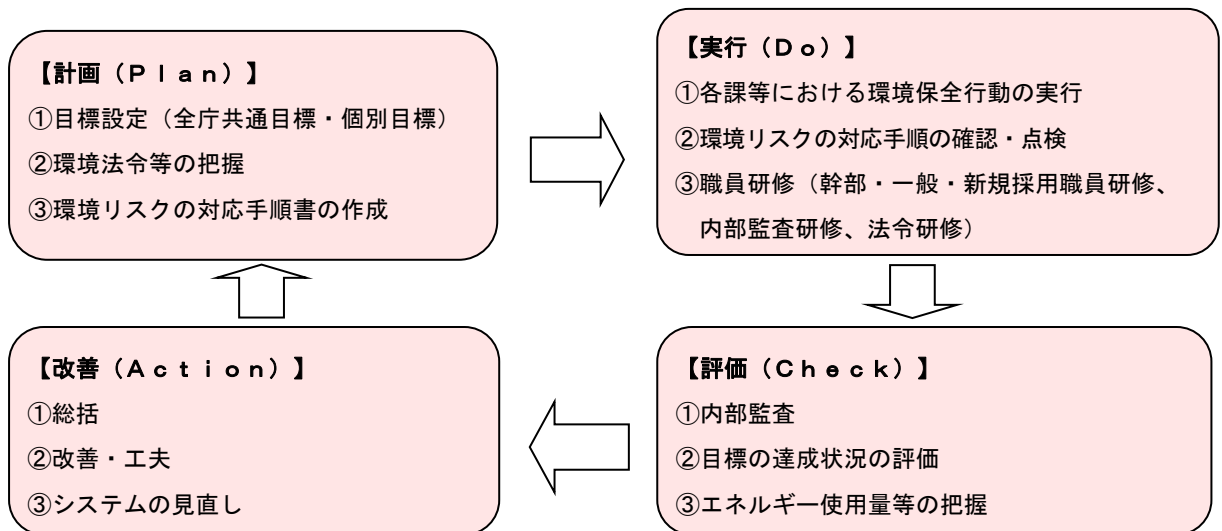 【計画(Plan)】
①目標設定(全庁共通目標・個別目標)
②環境法令等の把握
③環境リスクの対応手順書の作成
【実行(Do)】
①各課等における環境保全行動の実行
②環境リスクの対応手順の確認・点検
③職員研修(幹部・一般・新規採用職員研修、
内部監査研修、法令研修)
【改善(Action)】
①総括
②改善・工夫
③システムの見直し
【評価(Check)】
①内部監査
②目標の達成状況の評価
③エネルギー使用量等の把握